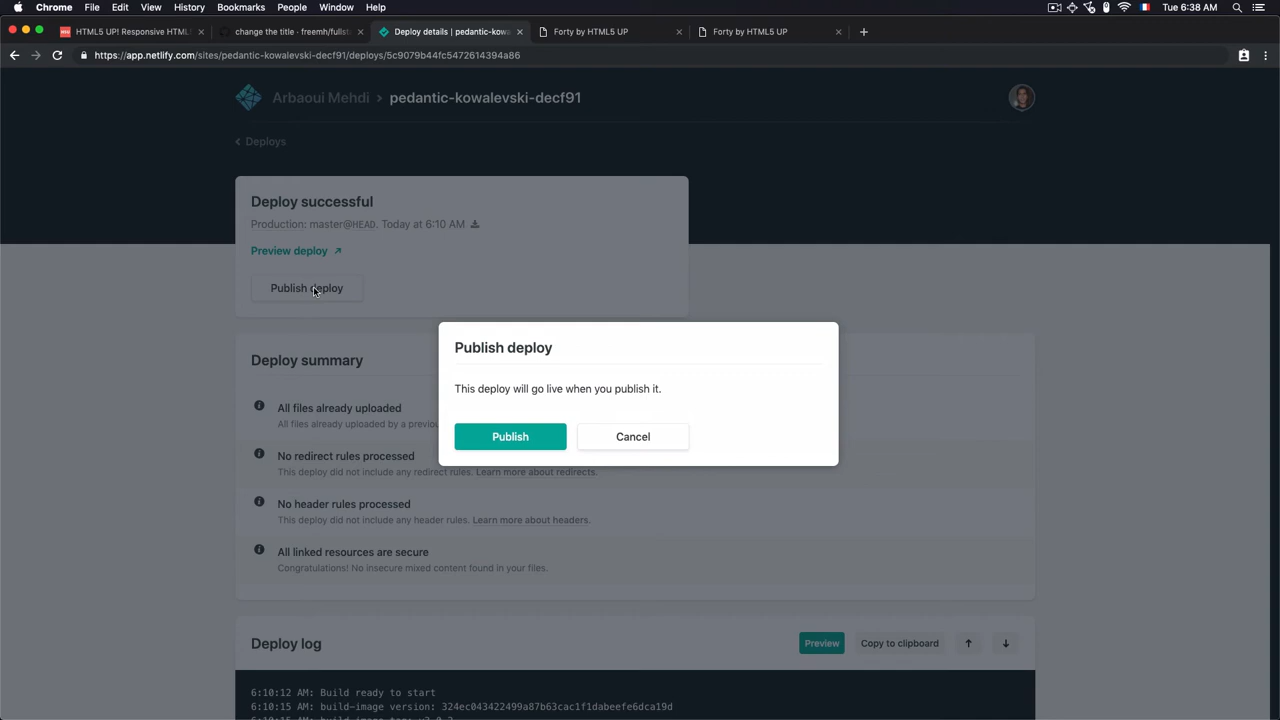 Chrome File Edit View History Bookmarks People Window Help
Tue 6:38 AM
HTML5 UP! Responsive HTML5
change the title · freemh/fullst
Deploy details | pedantic-kowa
Forty by HTML5 UP
Forty by HTML5 UP
https://app.netlify.com/sites/pedantic-kowalevski-decf91/deploys/5c9079b44fc5472614394a86
Arbaoui Mehdi > pedantic-kowalevski-decf91
Deploys
Deploy successful
Production: master@HEAD. Today at 6:10 AM
Preview deploy
Publish deploy
Publish deploy
This deploy will go live when you publish it.
Publish
Cancel
Deploy summary
All files already uploaded
All files already uploaded by a previou
No redirect rules processed
This deploy did not include any redirect rules. Learn more about redirects.
No header rules processed
This deploy did not include any header rules. Learn more about headers.
All linked resources are secure
Congratulations! No insecure mixed content found in your files.
Deploy log
Preview
Copy to clipboard
6:10:12 AM: Build ready to start
6:10:15 AM: build-image version: 324ec043422499a87b63cac1f1dabeefe6dca19d